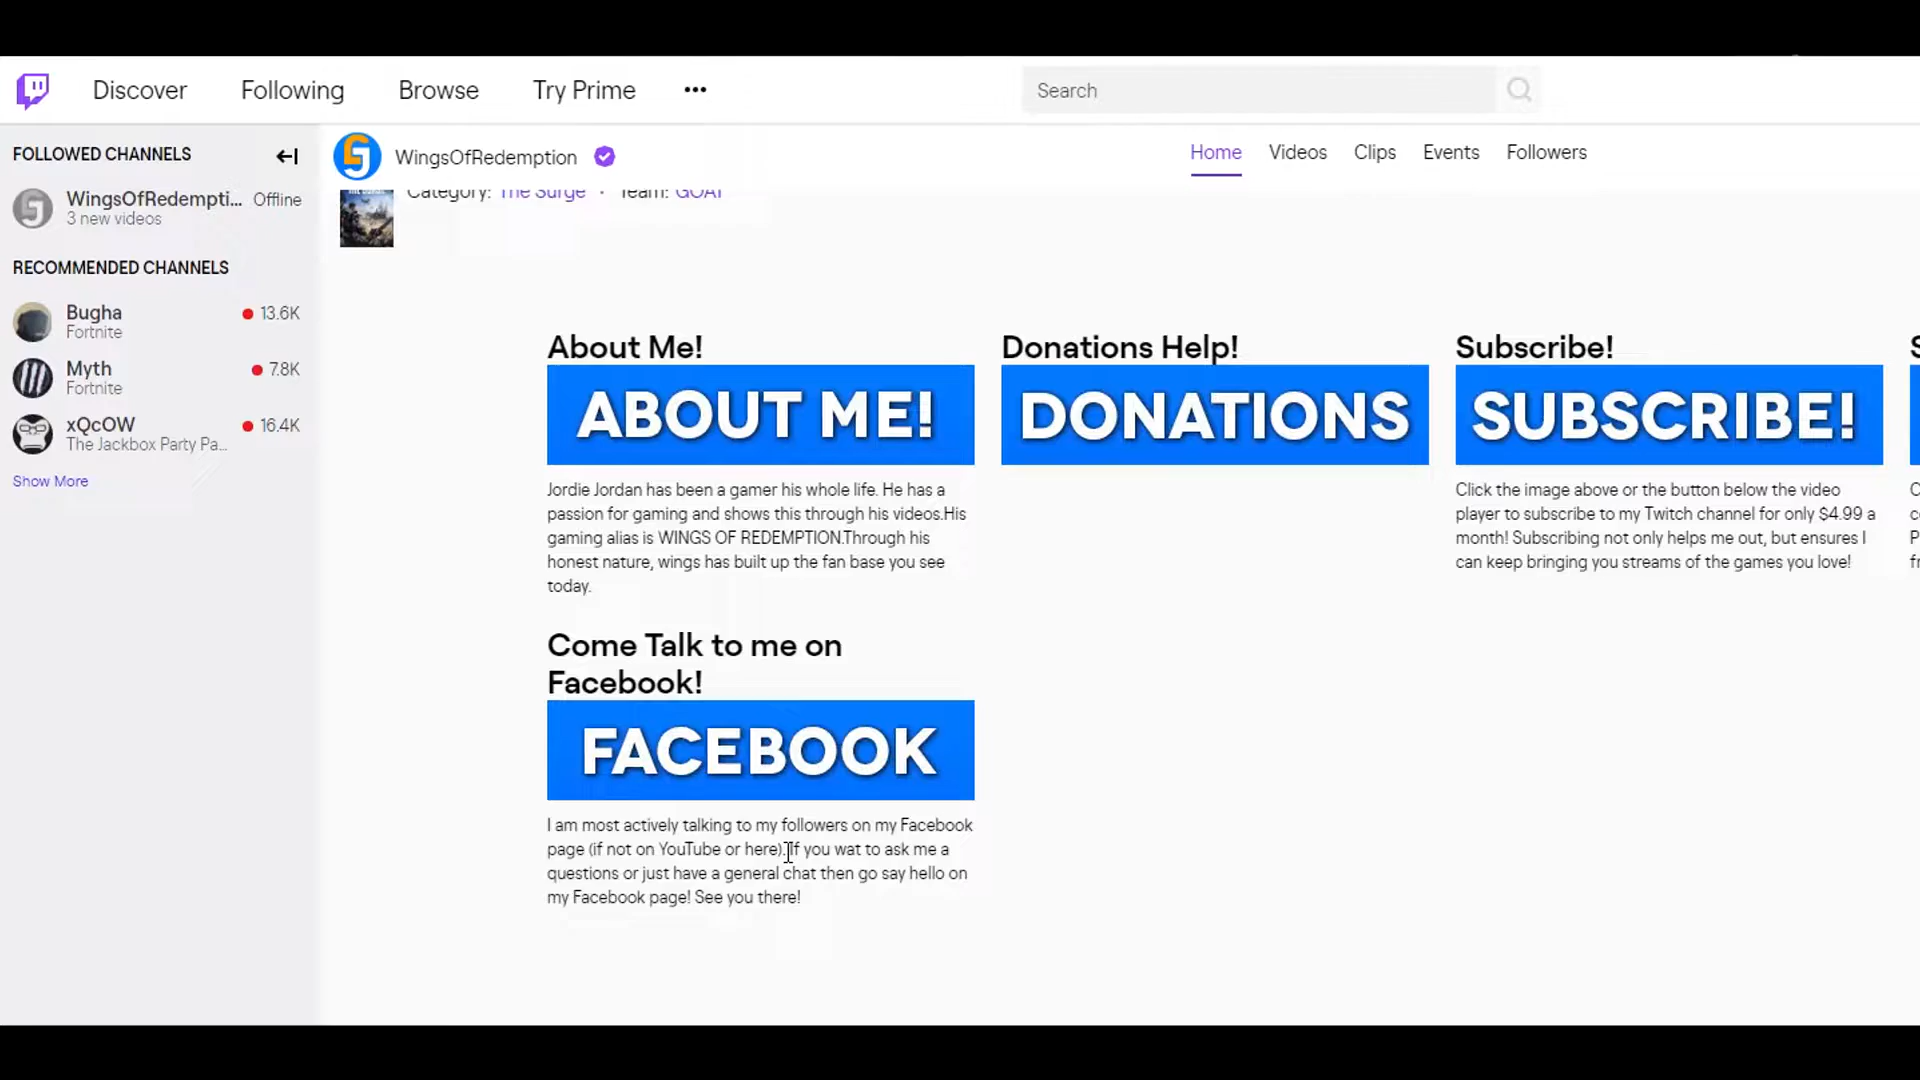 Discover Following Browse Try Prime •••
Search
FOLLOWED CHANNELS
WingsOfRedempti... Offline
3 new videos
RECOMMENDED CHANNELS
Bugha 13.6K
Fortnite
Myth 7.8K
Fortnite
xQcOW 16.4K
The Jackbox Party Pa...
Show More
WingsOfRedemption
Home Videos Clips Events Followers
Category: The Surge • Team: GOAT
About Me!
ABOUT ME!
Jordie Jordan has been a gamer his whole life. He has a
passion for gaming and shows this through his videos.His
gaming alias is WINGS OF REDEMPTION.Through his
honest nature, wings has built up the fan base you see
today.
Donations Help!
DONATIONS
Subscribe!
SUBSCRIBE!
Click the image above or the button below the video
player to subscribe to my Twitch channel for only $4.99 a
month! Subscribing not only helps me out, but ensures I
can keep bringing you streams of the games you love!
Come Talk to me on
Facebook!
FACEBOOK
I am most actively talking to my followers on my Facebook
page (if not on YouTube or here). If you wat to ask me a
questions or just have a general chat then go say hello on
my Facebook page! See you there!